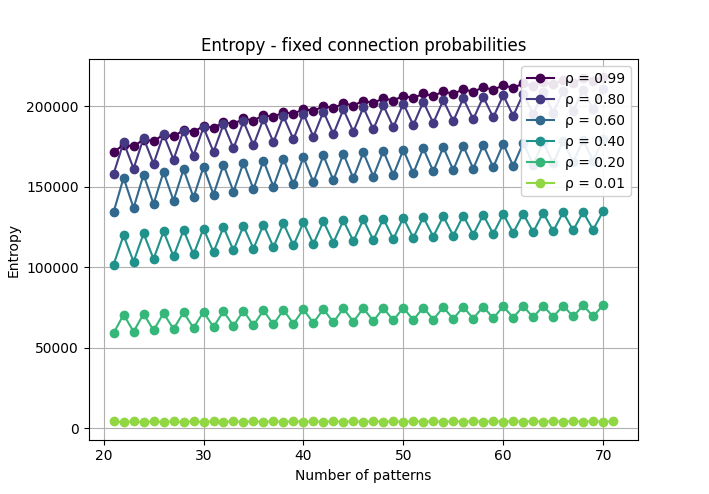 Entropy - fixed connection probabilities
ρ = 0.99
ρ = 0.80
ρ = 0.60
ρ = 0.40
ρ = 0.20
ρ = 0.01
200000
150000
100000
50000
0
Entropy
20 30 40 50 60 70
Number of patterns